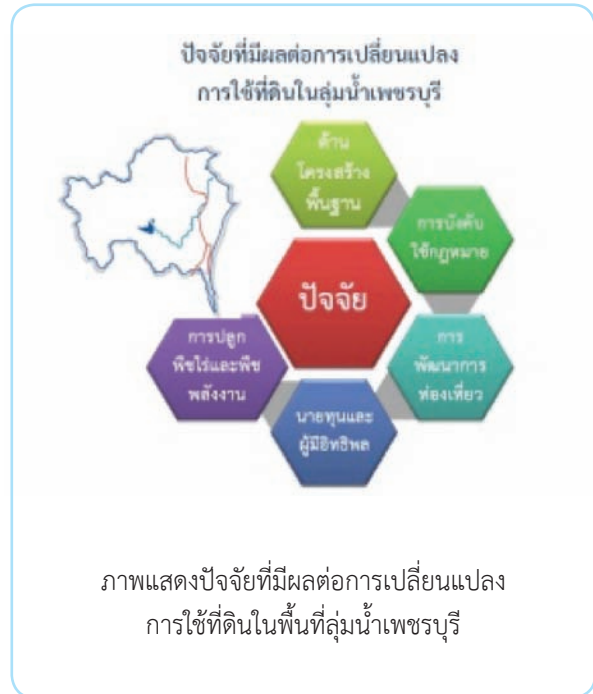 ปัจจัยที่มีผลต่อการเปลี่ยนแปลง
การใช้ที่ดินในลุ่มน้ำเพชรบุรี
ด้าน
โครงสร้าง
พื้นฐาน
การบังคับ
ใช้กฎหมาย
ปัจจัย
การ
พัฒนาการ
ท่องเที่ยว
นายทุนและ
ผู้มีอิทธิพล
การปลูก
พืชไร่และพืช
พลังงาน
ภาพแสดงปัจจัยที่มีผลต่อการเปลี่ยนแปลง
การใช้ที่ดินในพื้นที่ลุ่มน้ำเพชรบุรี